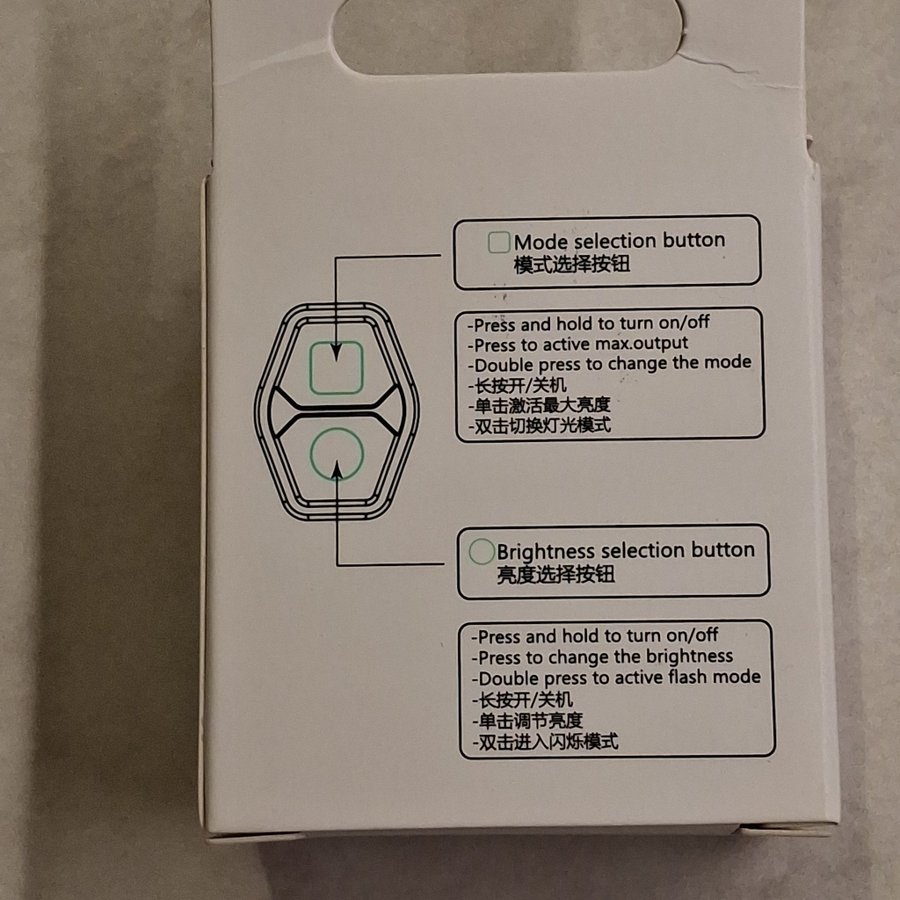 Mode selection button
模式选择按钮
-Press and hold to turn on/off
-Press to active max.output
-Double press to change the mode
-长按开/关机
-单击激活最大亮度
-双击切换灯光模式
Brightness selection button
亮度选择按钮
-Press and hold to turn on/off
-Press to change the brightness
-Double press to active flash mode
-长按开/关机
-单击调节亮度
-双击进入闪烁模式